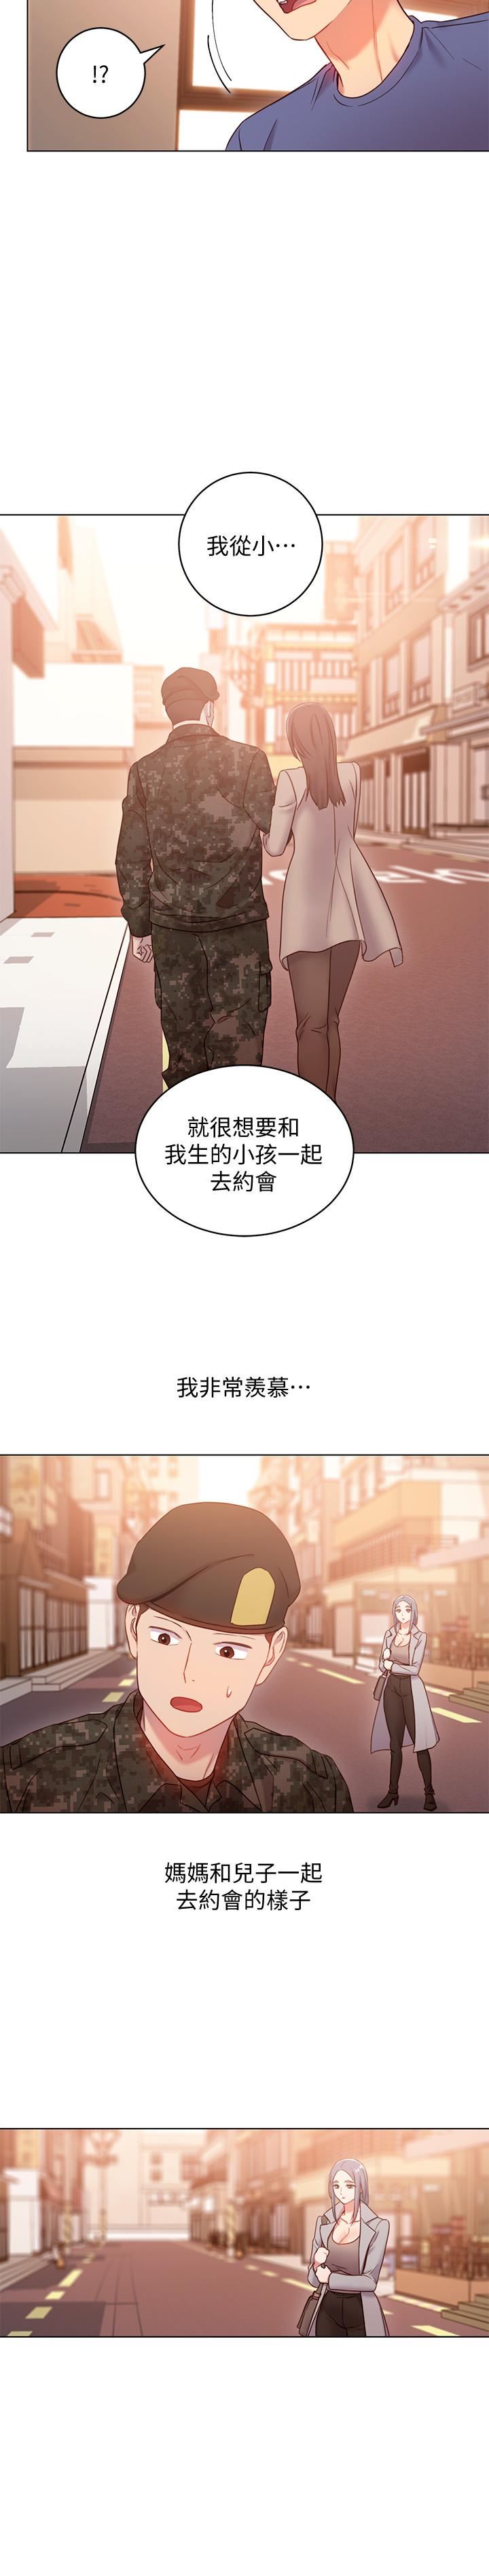 !?
我從小⋯
就很想要和
我生的小孩一起
去約會
我非常羨慕⋯
媽媽和兒子一起
去約會的樣子